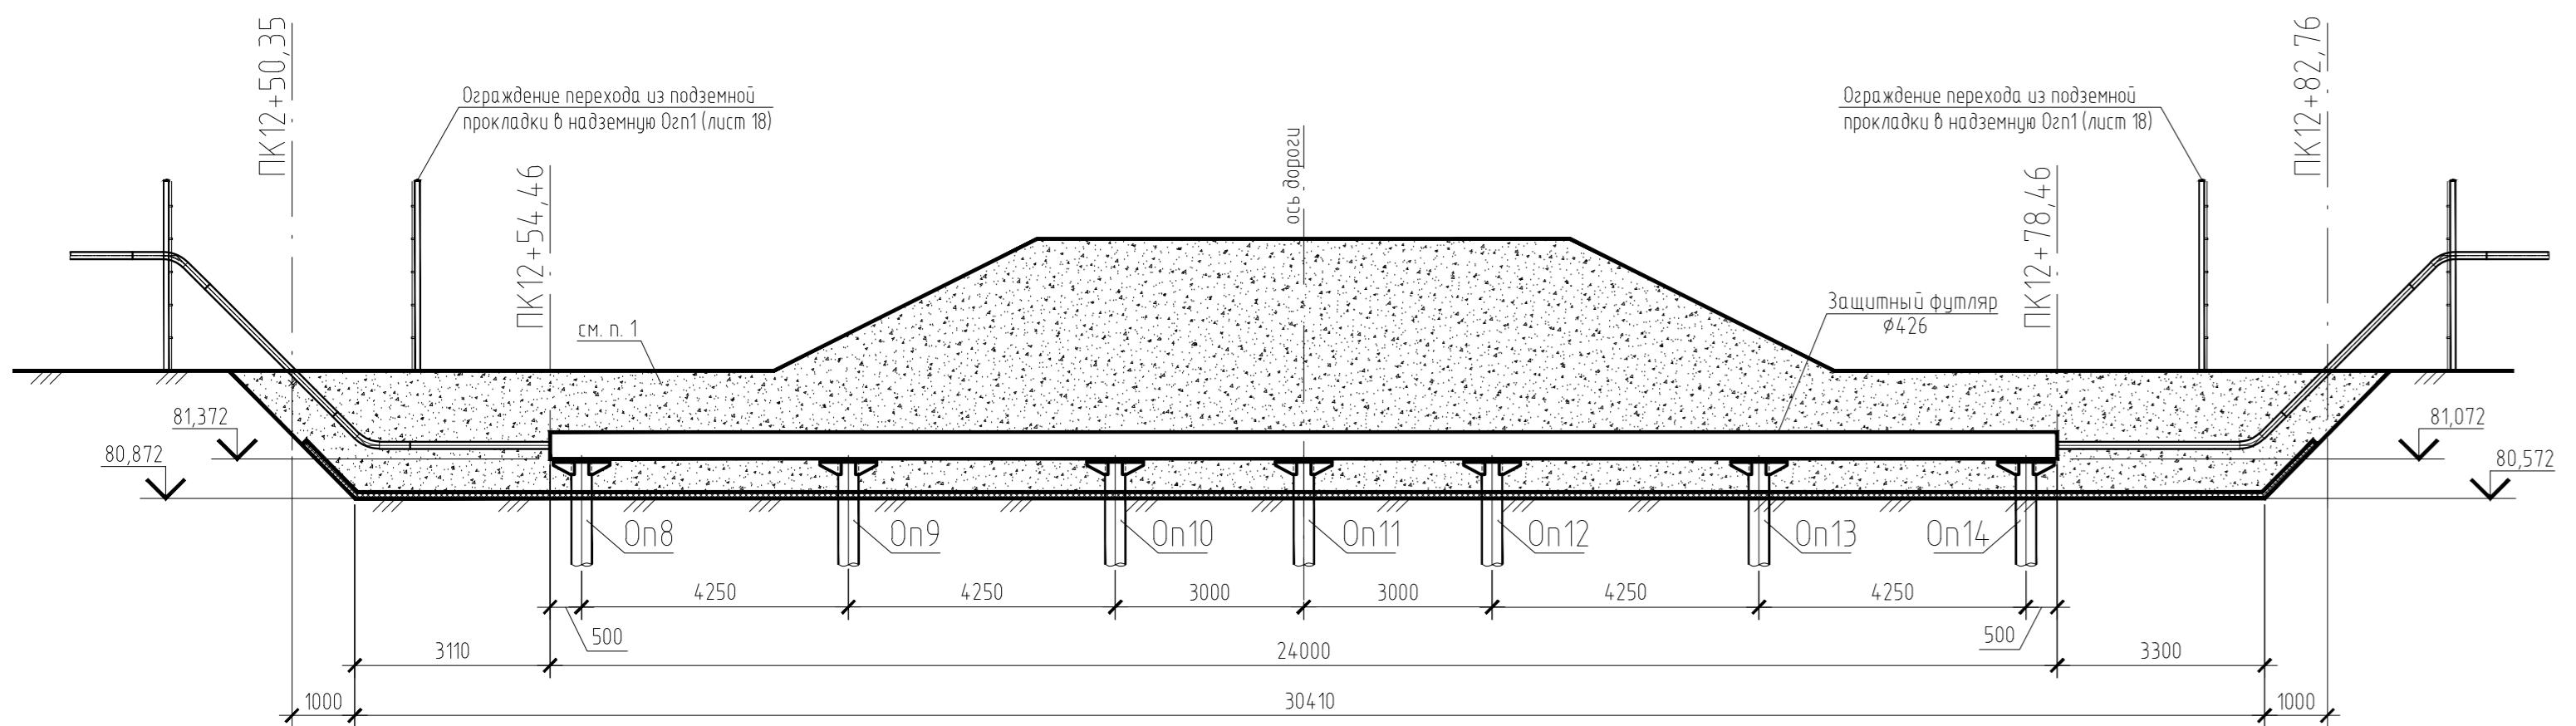 ПК12+50,35
Ограждение перехода из подземной
прокладки в надземную Огп1 (лист 18)
ПК12+54,46
см. п. 1
ось дороги
Защитный футляр
Ø426
ПК12+78,46
Ограждение перехода из подземной
прокладки в надземную Огп1 (лист 18)
ПК12+82,76
81,372
80,872
81,072
80,572
Оп8
Оп9
Оп10
Оп11
Оп12
Оп13
Оп14
4250
4250
3000
3000
4250
4250
500
500
3110
24000
3300
1000
30410
1000